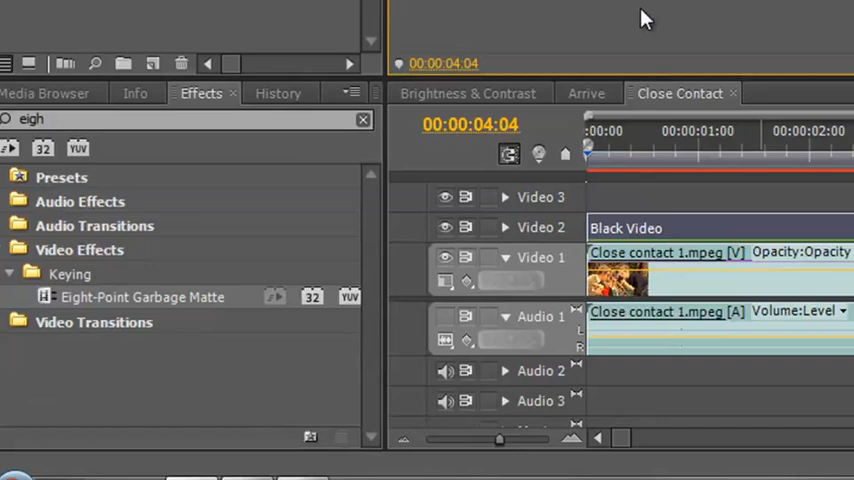 00:00:04:04
Media Browser Info Effects × History
Brightness & Contrast Arrive Close Contact ×
eigh
00:00:04:04
:00:00 00:00:01:00 00:00:02:00
32 YUV
Presets
Video 3
Audio Effects
Audio Transitions
Video 2 Black Video
Video Effects
Video 1 Close contact 1.mpeg [V] Opacity:Opacity
Keying
Eight-Point Garbage Matte 32 YUV
Video Transitions
Audio 1 Close contact 1.mpeg [A] Volume:Level
L
R
Audio 2
Audio 3